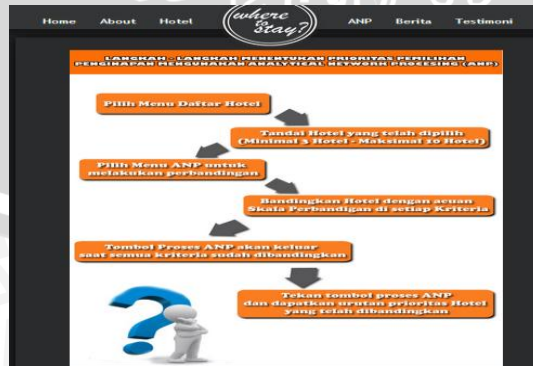 Home About Hotel where to stay? ANP Berita Testimoni
LANGKAH - LANGKAH MENENTUKAN PRIORITAS PEMILIHAN
PENGINAPAN MENGUNAKAN ANALYTICAL NETWORK PROCESING (ANP)
Pilih Menu Daftar Hotel
Tandai Hotel yang telah dipilih
(Minimal 3 Hotel - Maksimal 10 Hotel)
Pilih Menu ANP untuk
melakukan perbandingan
Bandingkan Hotel dengan acuan
Skala Perbandigan di setiap Kriteria
Tombol Proses ANP akan keluar
saat semua kriteria sudah dibandingkan
Tekan tombol proses ANP
dan dapatkan urutan prioritas Hotel
yang telah dibandingkan